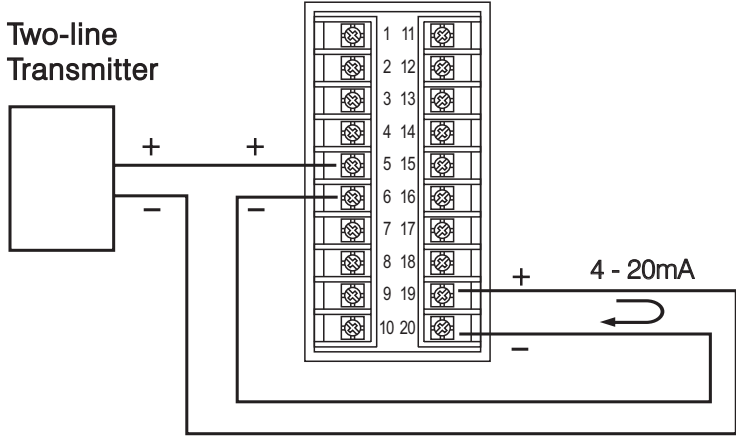 Two-line
Transmitter
1 11
2 12
3 13
4 14
+ + 5 15
− − 6 16
7 17
8 18
+ 4 - 20mA
9 19
10 20
−